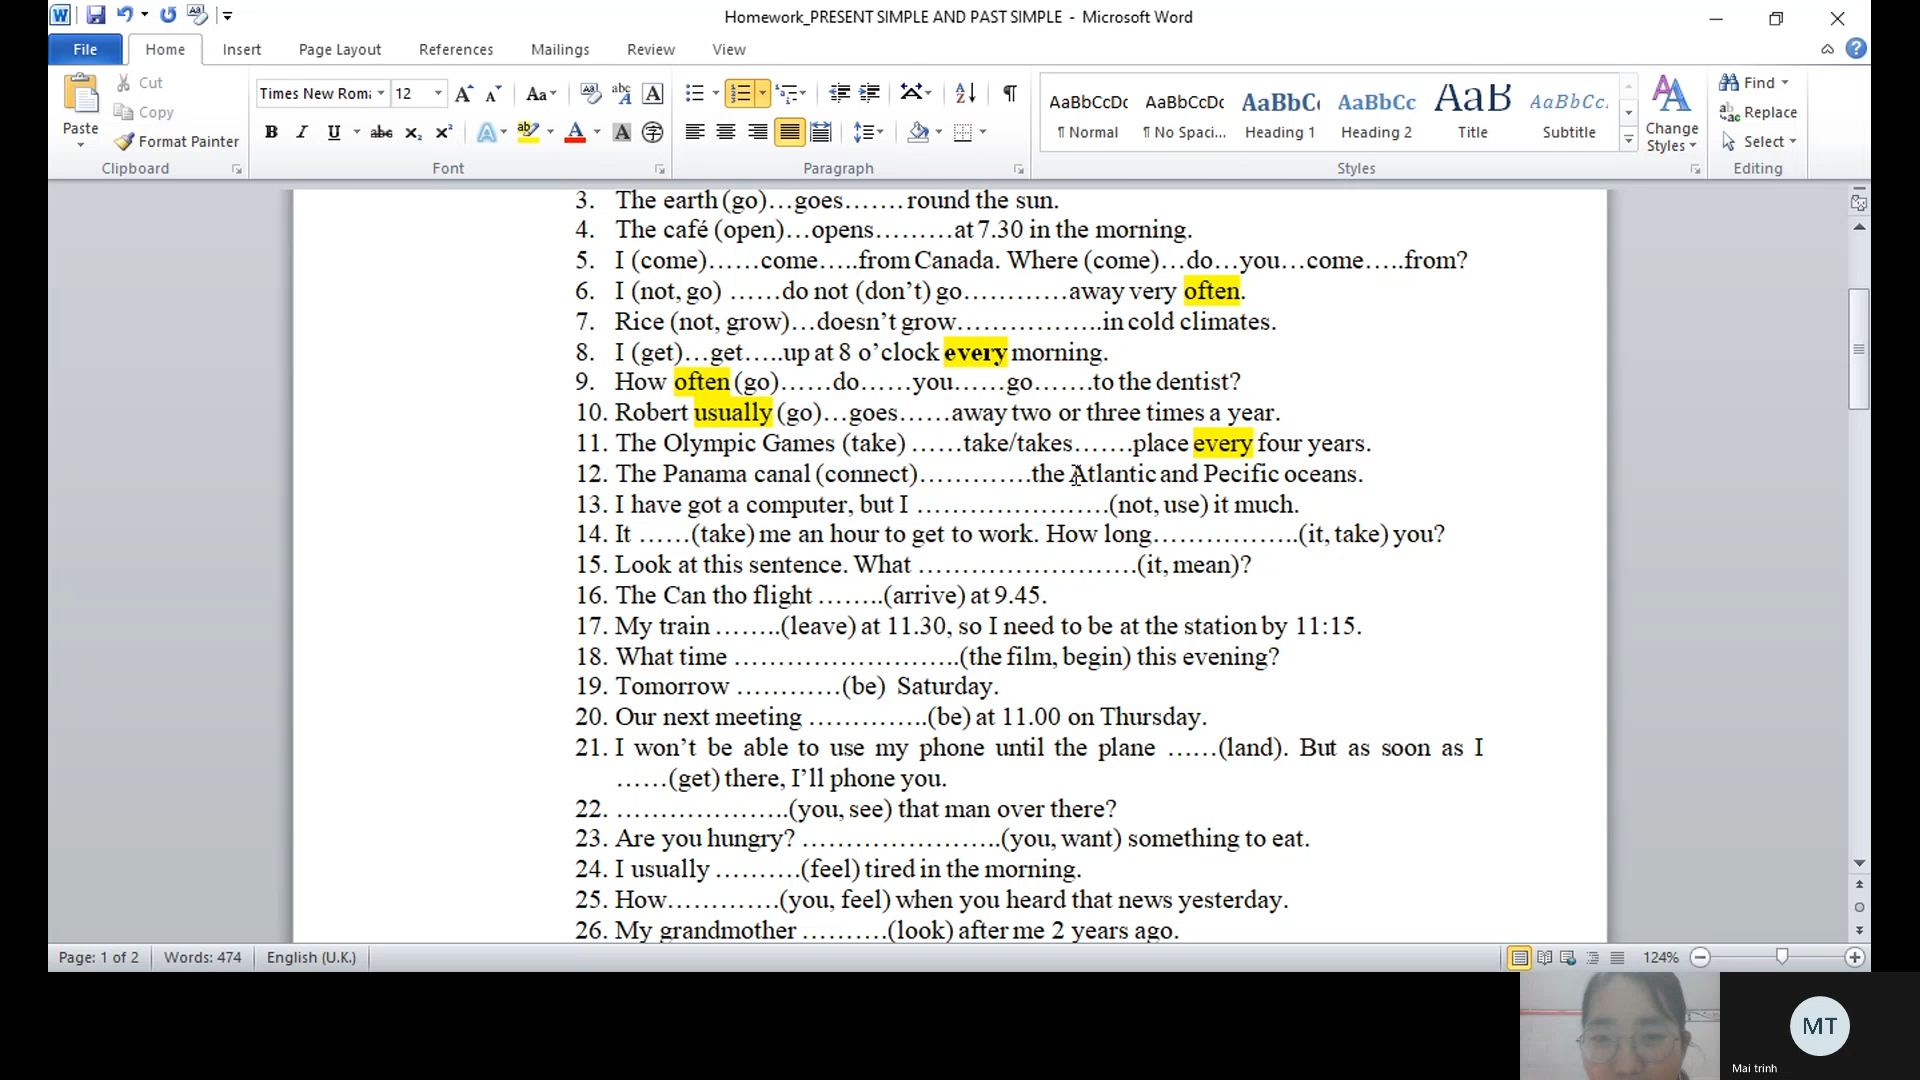 Homework_PRESENT SIMPLE AND PAST SIMPLE - Microsoft Word
File Home Insert Page Layout References Mailings Review View
Paste
Cut
Copy
Format Painter
Clipboard
Times New Roma 12
Font
Paragraph
AaBbCcDc AaBbCcDc AaBbC AaBbCc AaB AaBbCc.
¶ Normal ¶ No Spaci... Heading 1 Heading 2 Title Subtitle
Change Styles
Styles
Find
Replace
Select
Editing
3. The earth (go)…goes……. round the sun.
4. The café (open)…opens………at 7.30 in the morning.
5. I (come)……come…..from Canada. Where (come)…do…you…come…..from?
6. I (not, go) ……do not (don’t) go…………away very often.
7. Rice (not, grow)…doesn’t grow……………..in cold climates.
8. I (get)…get…..up at 8 o’clock every morning.
9. How often (go)……do……you……go…….to the dentist?
10. Robert usually (go)…goes……away two or three times a year.
11. The Olympic Games (take) ……take/takes…….place every four years.
12. The Panama canal (connect)………….the Atlantic and Pecific oceans.
13. I have got a computer, but I ………………….(not, use) it much.
14. It ……(take) me an hour to get to work. How long……………..(it, take) you?
15. Look at this sentence. What …………………….(it, mean)?
16. The Can tho flight ……..(arrive) at 9.45.
17. My train ……..(leave) at 11.30, so I need to be at the station by 11:15.
18. What time ……………………..(the film, begin) this evening?
19. Tomorrow …………(be) Saturday.
20. Our next meeting …………..(be) at 11.00 on Thursday.
21. I won’t be able to use my phone until the plane ……(land). But as soon as I
……(get) there, I’ll phone you.
22. ………………..(you, see) that man over there?
23. Are you hungry? …………………..(you, want) something to eat.
24. I usually ……….(feel) tired in the morning.
25. How………….(you, feel) when you heard that news yesterday.
26. My grandmother ……….(look) after me 2 years ago.
Page: 1 of 2 Words: 474 English (U.K.) 124%
MT
Mai trinh